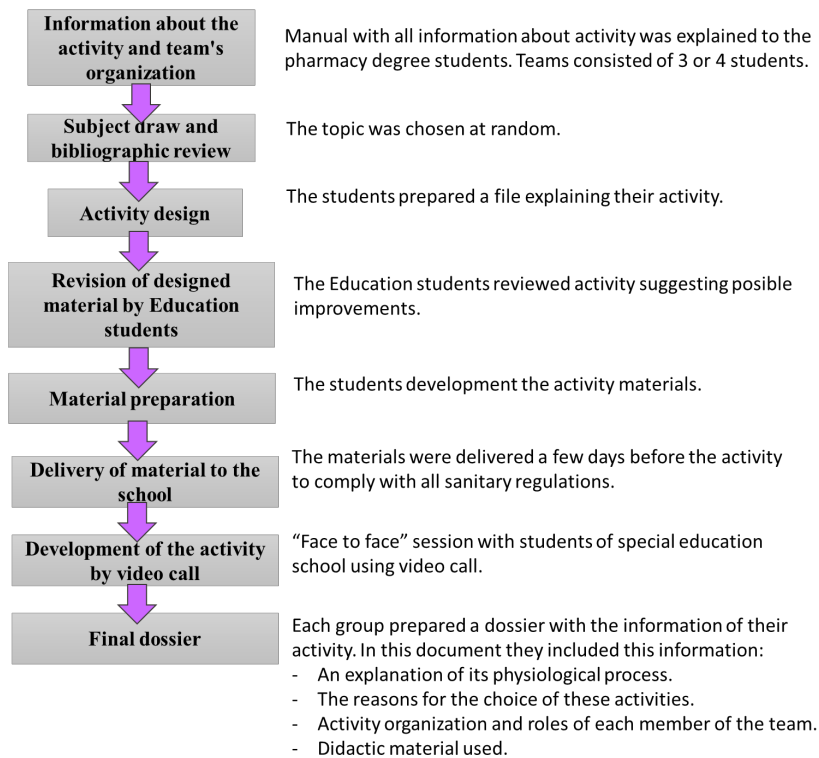 Information about the
activity and team's
organization
Manual with all information about activity was explained to the
pharmacy degree students. Teams consisted of 3 or 4 students.
Subject draw and
bibliographic review
The topic was chosen at random.
Activity design
The students prepared a file explaining their activity.
Revision of designed
material by Education
students
The Education students reviewed activity suggesting posible
improvements.
Material preparation
The students development the activity materials.
Delivery of material to the
school
The materials were delivered a few days before the activity
to comply with all sanitary regulations.
Development of the activity
by video call
“Face to face” session with students of special education
school using video call.
Final dossier
Each group prepared a dossier with the information of their
activity. In this document they included this information:
- An explanation of its physiological process.
- The reasons for the choice of these activities.
- Activity organization and roles of each member of the team.
- Didactic material used.